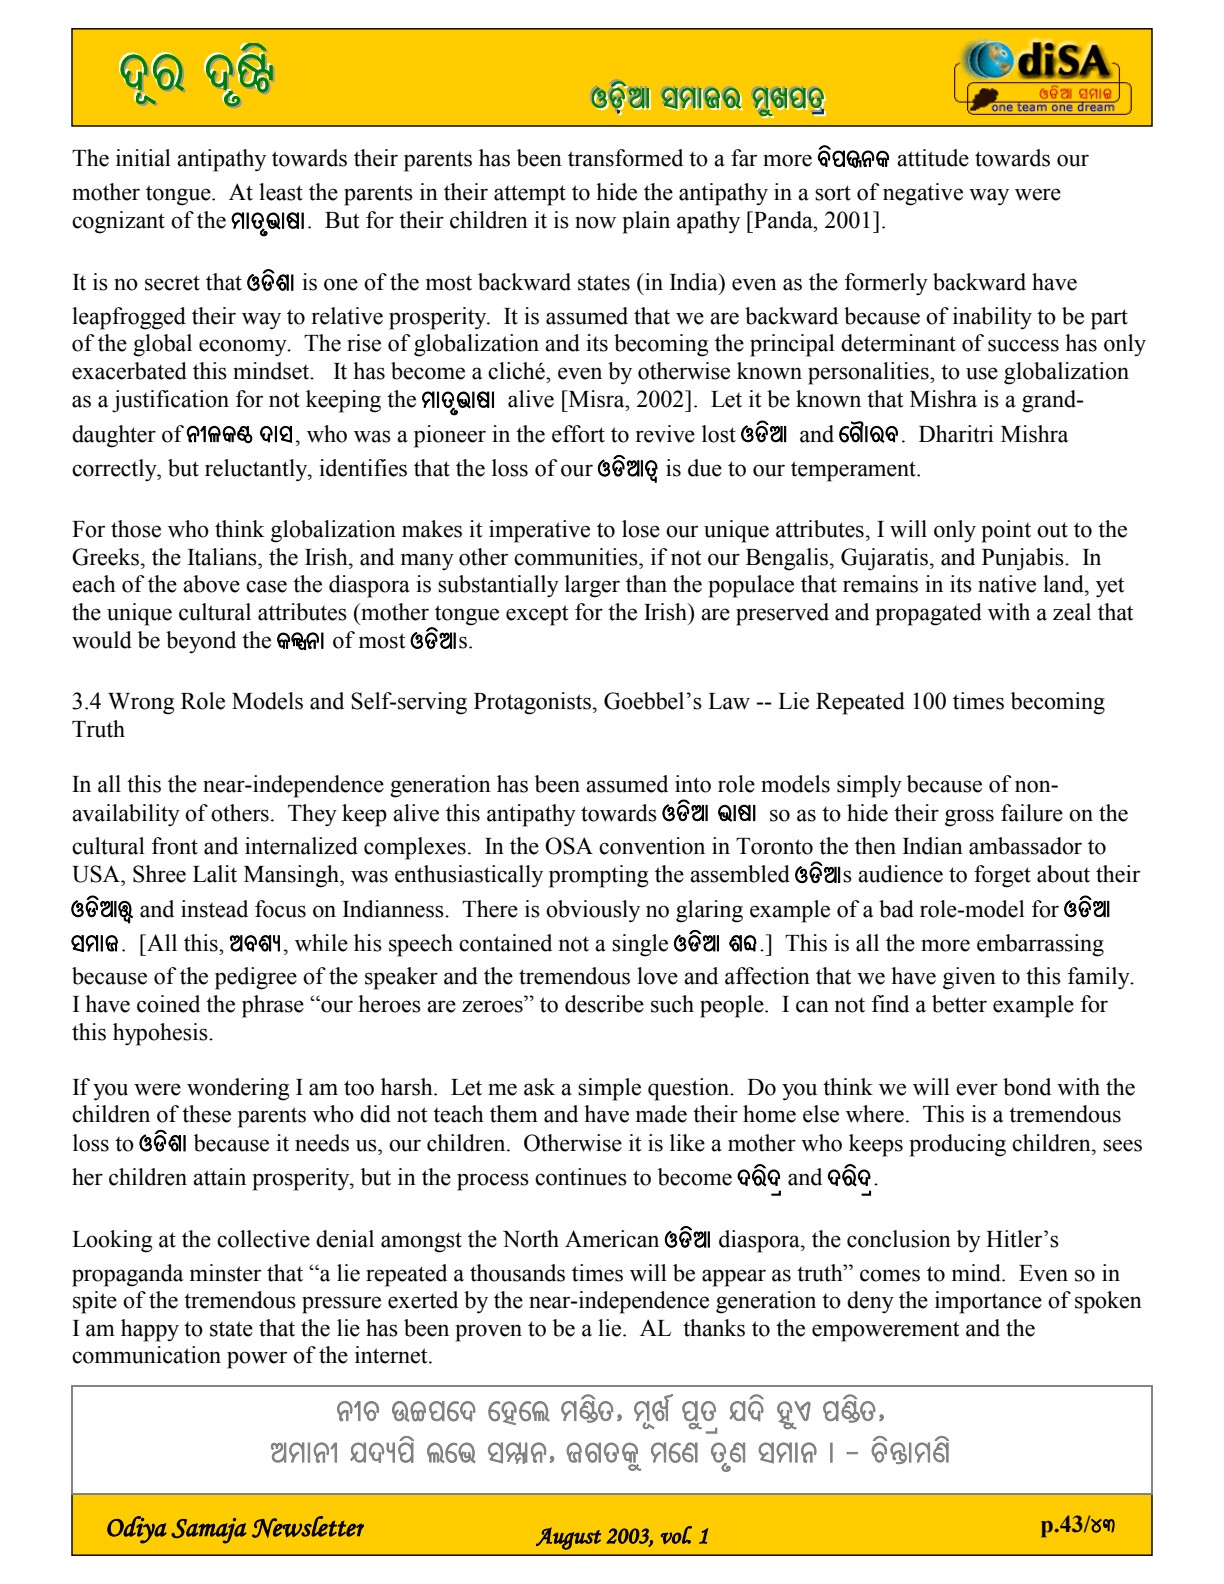 ଦୂର ଦୃଷ୍ଟି
ଓଡ଼ିଆ ସମାଜର ମୁଖପତ୍ର
OdiSA
ଓଡିଆ ସମାଜ
one team one dream
The initial antipathy towards their parents has been transformed to a far more ବିପଜ୍ଜନକ attitude towards our
mother tongue. At least the parents in their attempt to hide the antipathy in a sort of negative way were
cognizant of the ମାତୃଭାଷା. But for their children it is now plain apathy [Panda, 2001].
It is no secret that ଓଡିଶା is one of the most backward states (in India) even as the formerly backward have
leapfrogged their way to relative prosperity. It is assumed that we are backward because of inability to be part
of the global economy. The rise of globalization and its becoming the principal determinant of success has only
exacerbated this mindset. It has become a cliché, even by otherwise known personalities, to use globalization
as a justification for not keeping the ମାତୃଭାଷା alive [Misra, 2002]. Let it be known that Mishra is a grand-
daughter of ନୀଳକଣ୍ଠ ଦାସ, who was a pioneer in the effort to revive lost ଓଡିଆ and ଗୌରବ. Dharitri Mishra
correctly, but reluctantly, identifies that the loss of our ଓଡିଆତ୍ୱ is due to our temperament.
For those who think globalization makes it imperative to lose our unique attributes, I will only point out to the
Greeks, the Italians, the Irish, and many other communities, if not our Bengalis, Gujaratis, and Punjabis. In
each of the above case the diaspora is substantially larger than the populace that remains in its native land, yet
the unique cultural attributes (mother tongue except for the Irish) are preserved and propagated with a zeal that
would be beyond the କଳ୍ପନା of most ଓଡିଆs.
3.4 Wrong Role Models and Self-serving Protagonists, Goebbel’s Law -- Lie Repeated 100 times becoming
Truth
In all this the near-independence generation has been assumed into role models simply because of non-
availability of others. They keep alive this antipathy towards ଓଡିଆ ଭାଷା so as to hide their gross failure on the
cultural front and internalized complexes. In the OSA convention in Toronto the then Indian ambassador to
USA, Shree Lalit Mansingh, was enthusiastically prompting the assembled ଓଡିଆs audience to forget about their
ଓଡିଆତ୍ତ୍ୱ and instead focus on Indianness. There is obviously no glaring example of a bad role-model for ଓଡିଆ
ସମାଜ. [All this, ଅବଶ୍ୟ, while his speech contained not a single ଓଡିଆ ଶବ୍ଦ.] This is all the more embarrassing
because of the pedigree of the speaker and the tremendous love and affection that we have given to this family.
I have coined the phrase “our heroes are zeroes” to describe such people. I can not find a better example for
this hypohesis.
If you were wondering I am too harsh. Let me ask a simple question. Do you think we will ever bond with the
children of these parents who did not teach them and have made their home else where. This is a tremendous
loss to ଓଡିଶା because it needs us, our children. Otherwise it is like a mother who keeps producing children, sees
her children attain prosperity, but in the process continues to become ଦରିଦ୍ର and ଦରିଦ୍ର.
Looking at the collective denial amongst the North American ଓଡିଆ diaspora, the conclusion by Hitler’s
propaganda minster that “a lie repeated a thousands times will be appear as truth” comes to mind. Even so in
spite of the tremendous pressure exerted by the near-independence generation to deny the importance of spoken
I am happy to state that the lie has been proven to be a lie. AL thanks to the empowerement and the
communication power of the internet.
ନୀଚ ଉଚ୍ଚପଦେ ହେଲେ ମଣ୍ଡିତ, ମୂର୍ଖ ପୁତ୍ର ଯଦି ହୁଏ ପଣ୍ଡିତ,
ଅମାନୀ ଯଦ୍ୟପି ଲଭେ ସମ୍ମାନ, ଜଗତକୁ ମଣେ ତୃଣ ସମାନ । – ଚିନ୍ତାମଣି
Odiya Samaja Newsletter
August 2003, vol. 1
p.43/୪୩